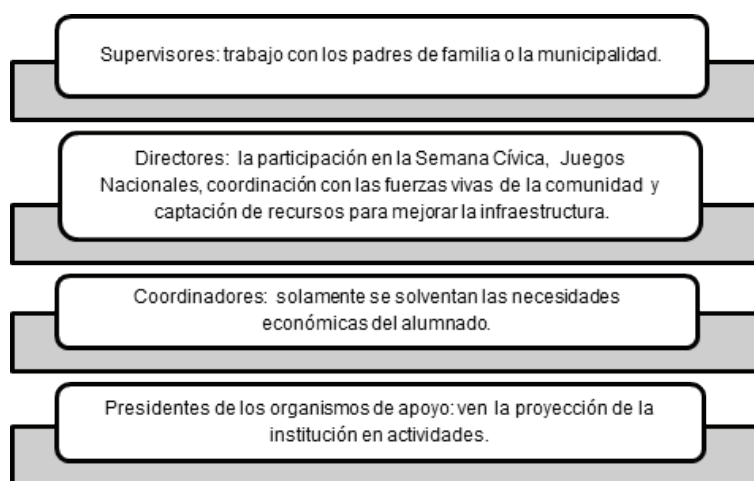 Supervisores: trabajo con los padres de familia o la municipalidad.
Directores: la participación en la Semana Cívica, Juegos
Nacionales, coordinación con las fuerzas vivas de la comunidad y
captación de recursos para mejorar la infraestructura.
Coordinadores: solamente se solventan las necesidades
económicas del alumnado.
Presidentes de los organismos de apoyo: ven la proyección de la
institución en actividades.